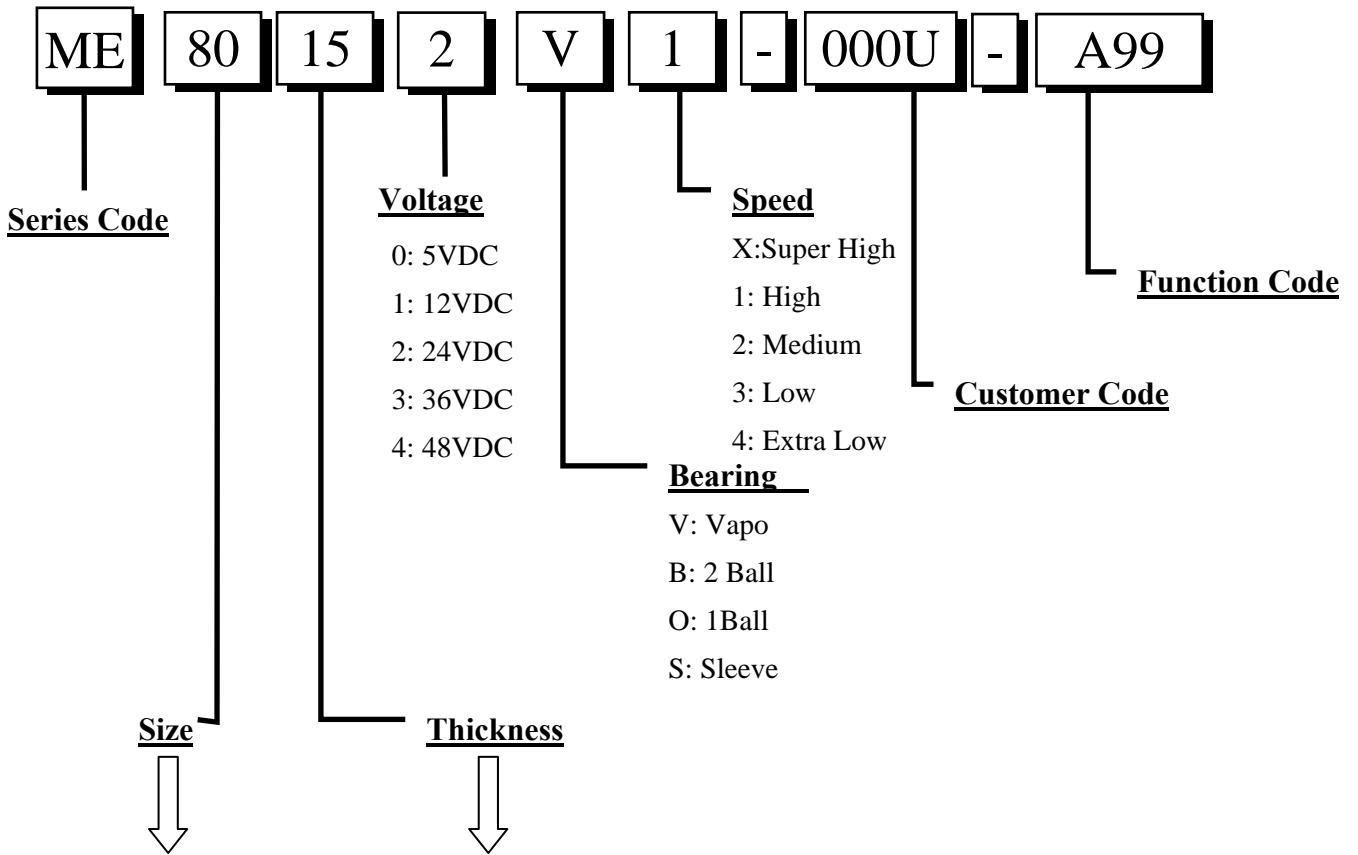 ME 80 15 2 V 1 - 000U - A99
Series Code
Voltage
0: 5VDC
1: 12VDC
2: 24VDC
3: 36VDC
4: 48VDC
Speed
X:Super High
1: High
2: Medium
3: Low
4: Extra Low
Function Code
Customer Code
Bearing
V: Vapo
B: 2 Ball
O: 1Ball
S: Sleeve
Size
Thickness